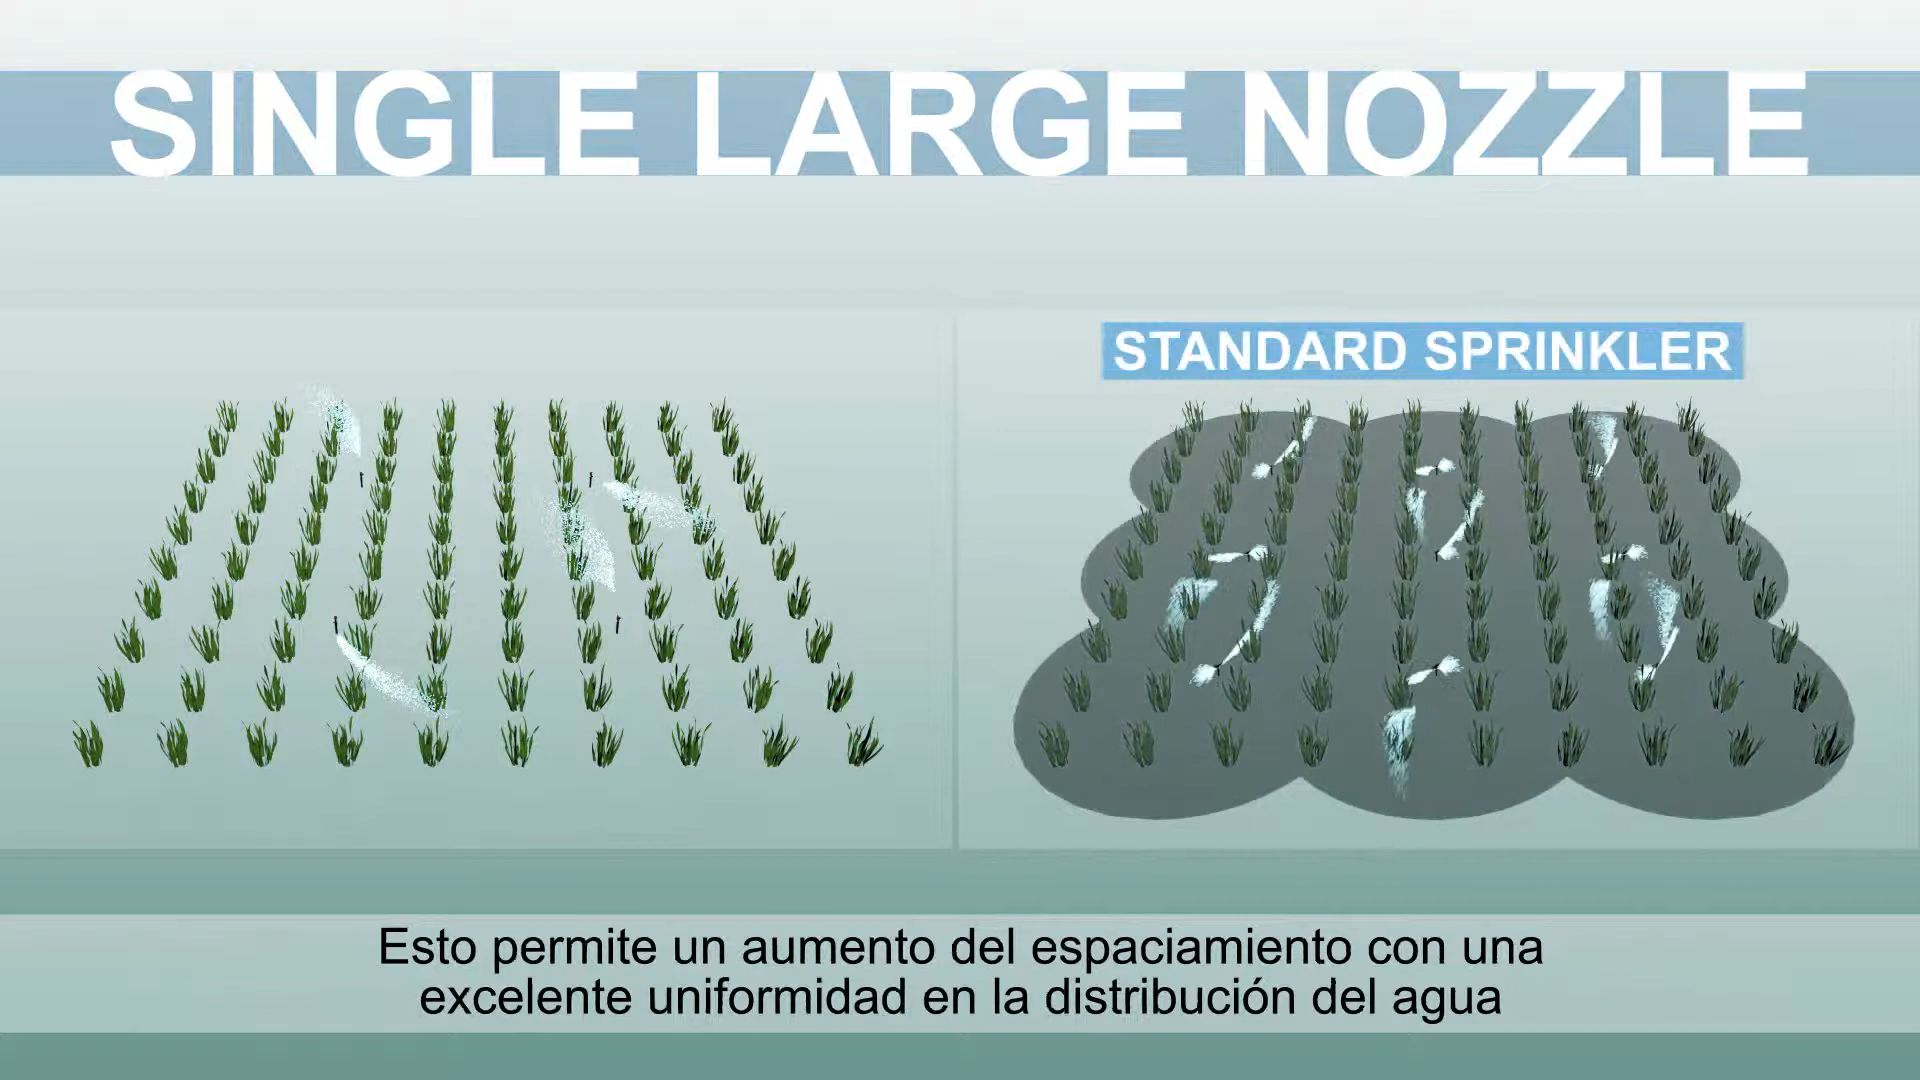 SINGLE LARGE NOZZLE
STANDARD SPRINKLER
Esto permite un aumento del espaciamiento con una
excelente uniformidad en la distribución del agua